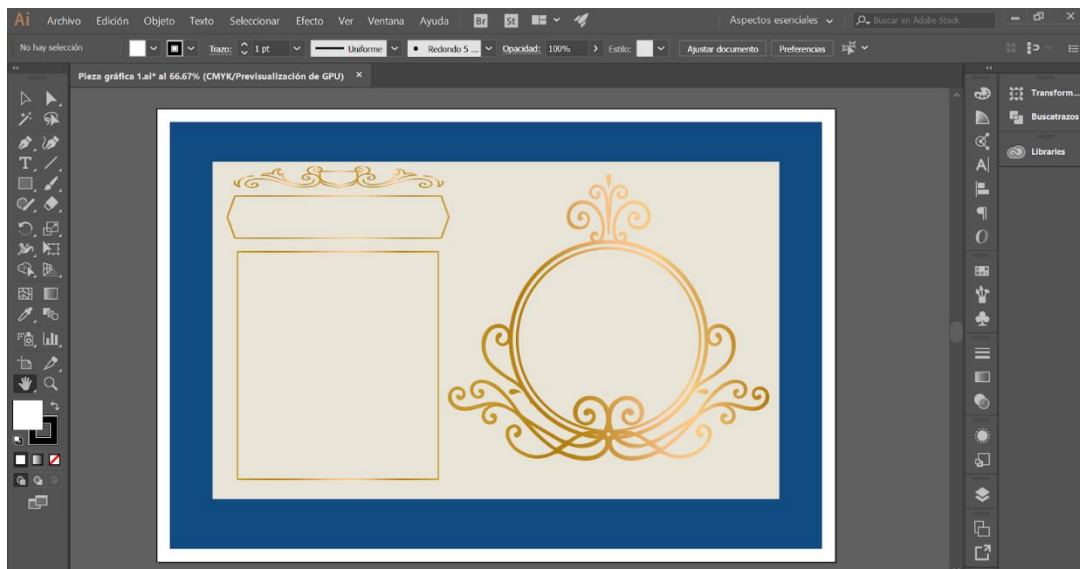 Ai Archivo Edición Objeto Texto Seleccionar Efecto Ver Ventana Ayuda Br St Aspectos esenciales Buscar en Adobe Stock
No hay selección Trazo: 1 pt Uniforme Redondo 5 ... Opacidad: 100% Estilo: Ajustar documento Preferencias
Pieza gráfica 1.ai* al 66.67% (CMYK/Previsualización de GPU) ×
Transform...
Buscatrazos
Libraries